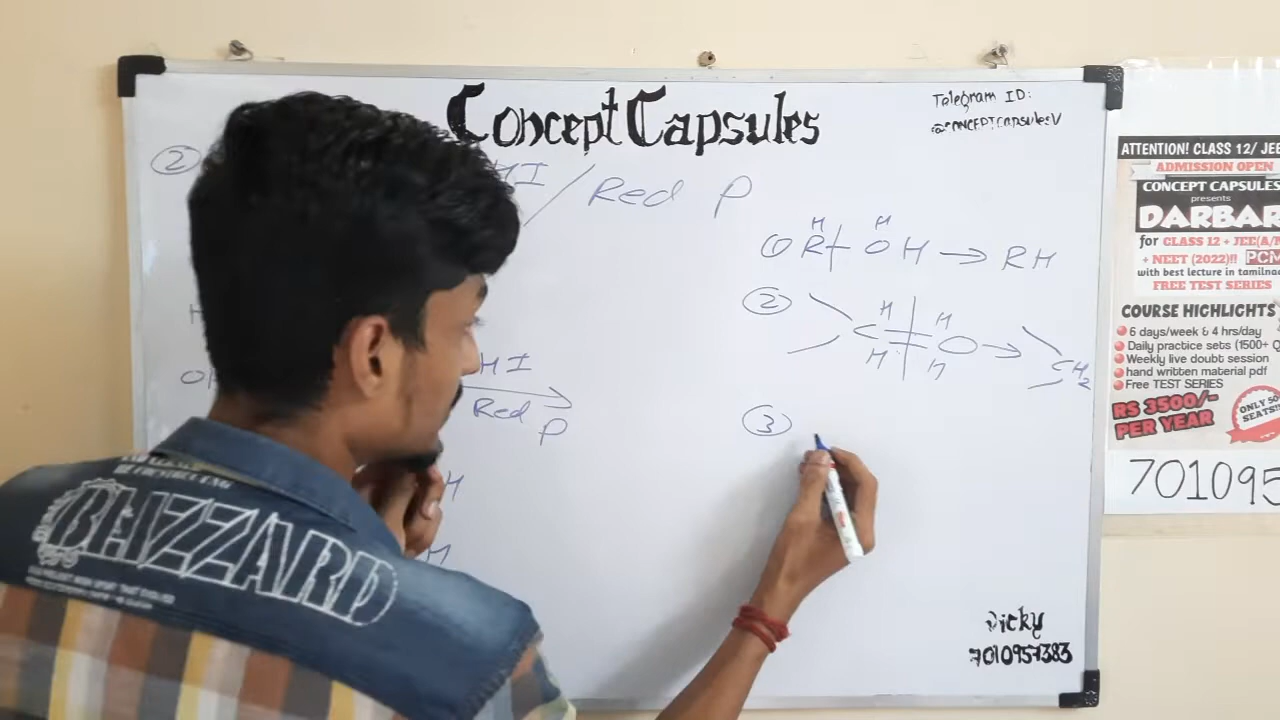 Concept Capsules
Telegram ID:
@CONCEPTCapsulesV
②
HI / Red P
① R OH → RH
H H
②
C O → CH2
H H
H H
HI
Red P
③
H
H
Vicky
7010957383
BLIZZARD
ATTENTION! CLASS 12/ JEE
ADMISSION OPEN
CONCEPT CAPSULES
presents
DARBAR
for CLASS 12 + JEE(A/
+ NEET (2022)!! PCM
with best lecture in tamilnad
FREE TEST SERIES
COURSE HIGHLIGHTS
6 days/week & 4 hrs/day
Daily practice sets (1500+ Q
Weekly live doubt session
hand written material pdf
Free TEST SERIES
RS 3500/-
PER YEAR
ONLY 50
SEATS!!
701095